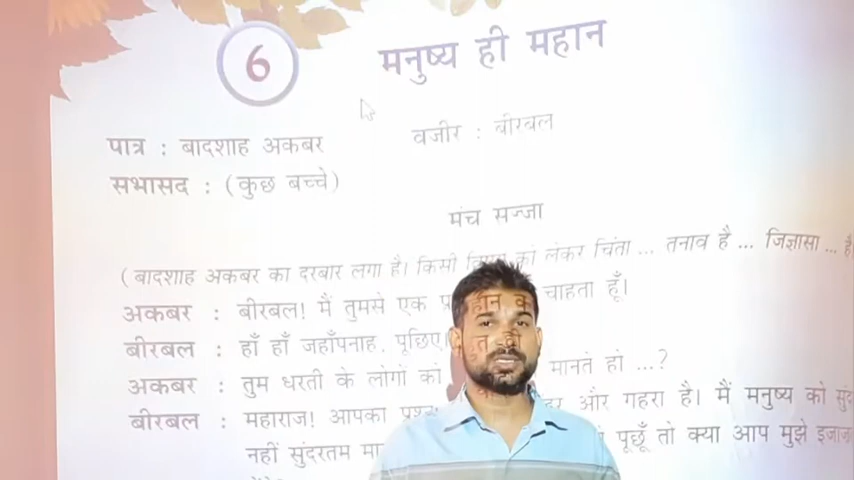 6
मनुष्य ही महान
पात्र : बादशाह अकबर वजीर : बीरबल
सभासद : (कुछ बच्चे)
मंच सज्जा
(बादशाह अकबर का दरबार लगा है। किसी को लेकर चिंता ... तनाव है ... जिज्ञासा ... है
अकबर : बीरबल! मैं तुमसे एक चाहता हूँ।
बीरबल : हाँ हाँ जहाँपनाह, पूछिए।
अकबर : तुम धरती के लोगों को मानते हो ...?
बीरबल : महाराज! आपका और गहरा है। मैं मनुष्य को
नहीं सुंदरतम पूछूँ तो क्या आप मुझे